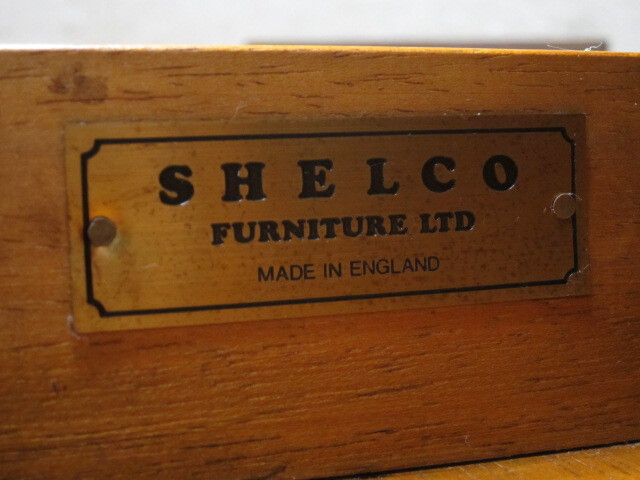 SHELCO
FURNITURE LTD
MADE IN ENGLAND